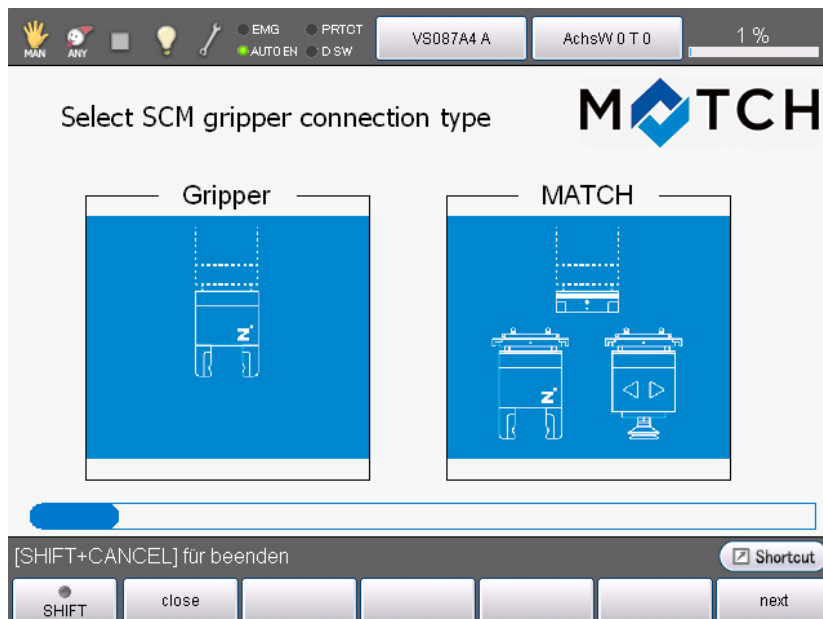 MAN
ANY
EMG
PRTCT
AUTO EN
D SW
VS087A4 A
AchsW 0 T 0
1 %
Select SCM gripper connection type
MATCH
Gripper
MATCH
Z
Z
[SHIFT+CANCEL] für beenden
Shortcut
SHIFT
close
next